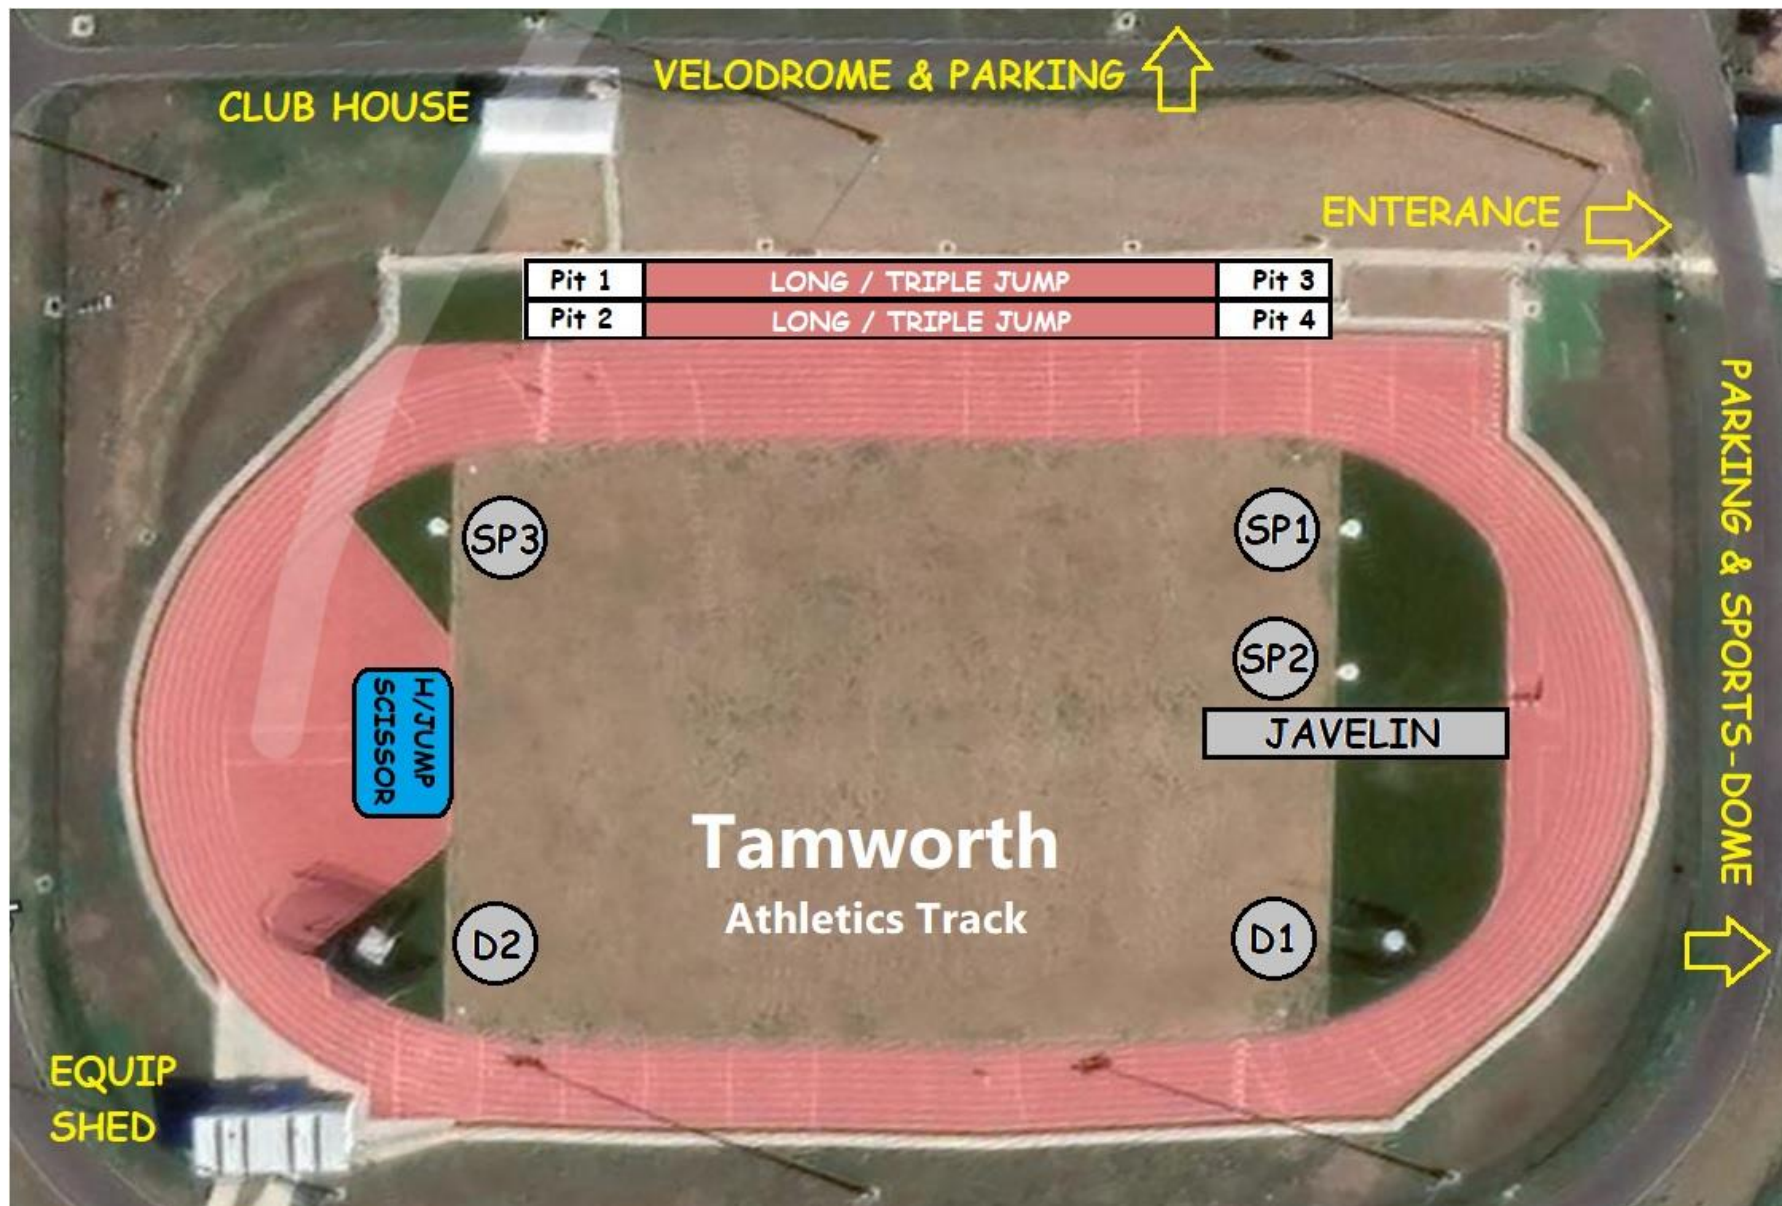 VELODROME & PARKING
CLUB HOUSE
ENTERANCE
Pit 1
LONG / TRIPLE JUMP
Pit 3
Pit 2
LONG / TRIPLE JUMP
Pit 4
PARKING & SPORTS-DOME
SP3
SP1
SP2
H/JUMP
SCISSOR
JAVELIN
Tamworth
Athletics Track
D2
D1
EQUIP
SHED